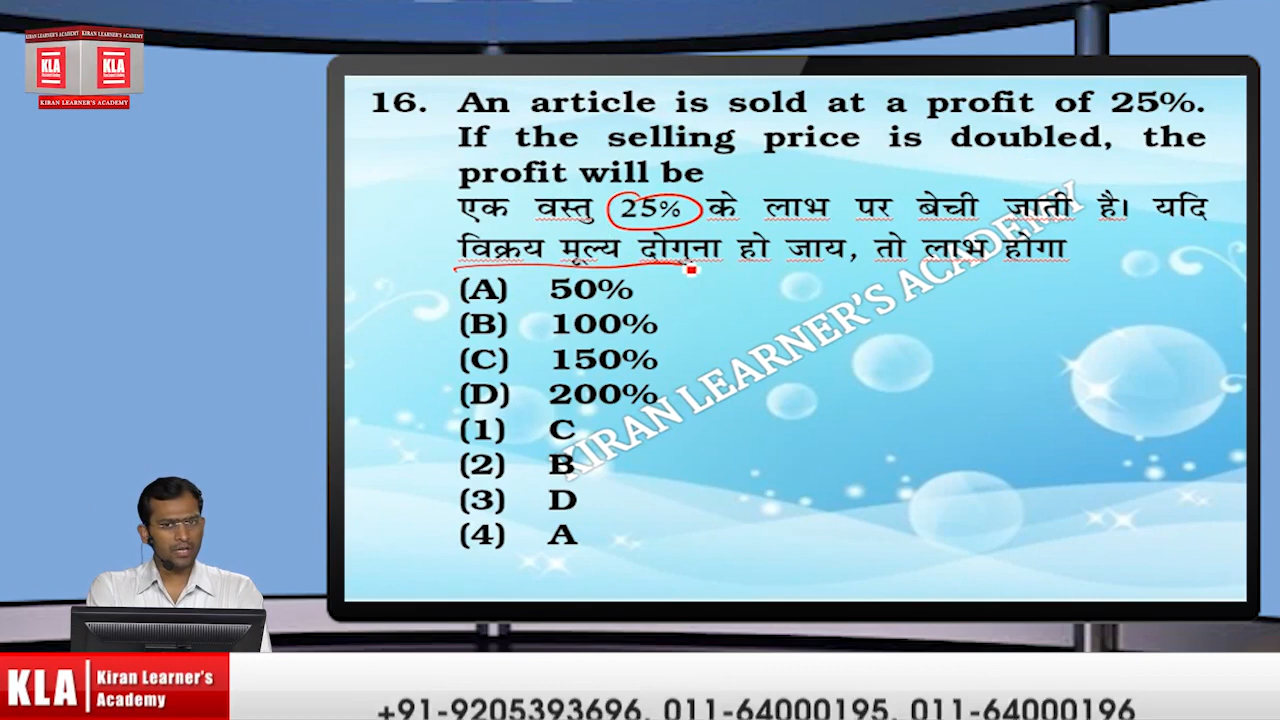 KIRAN LEARNER'S ACADEMY KIRAN LEARNER'S ACADEMY
KLA KLA
KIRAN LEARNER'S ACADEMY
16. An article is sold at a profit of 25%.
If the selling price is doubled, the
profit will be
एक वस्तु 25% के लाभ पर बेची जाती है। यदि
विक्रय मूल्य दोगुना हो जाय, तो लाभ होगा
(A) 50%
(B) 100%
(C) 150%
(D) 200%
(1) C
(2) B
(3) D
(4) A
KIRAN LEARNER'S ACADEMY
KLA Kiran Learner's
Academy
+91-9205393696, 011-64000195, 011-64000196